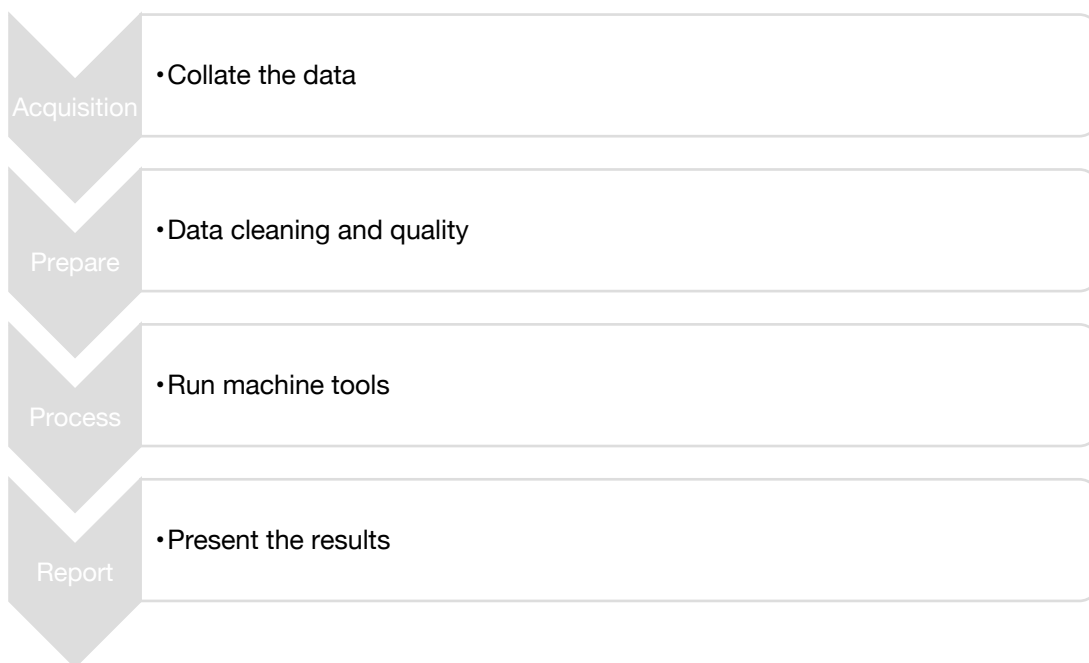 Acquisition
•Collate the data
Prepare
•Data cleaning and quality
Process
•Run machine tools
Report
•Present the results